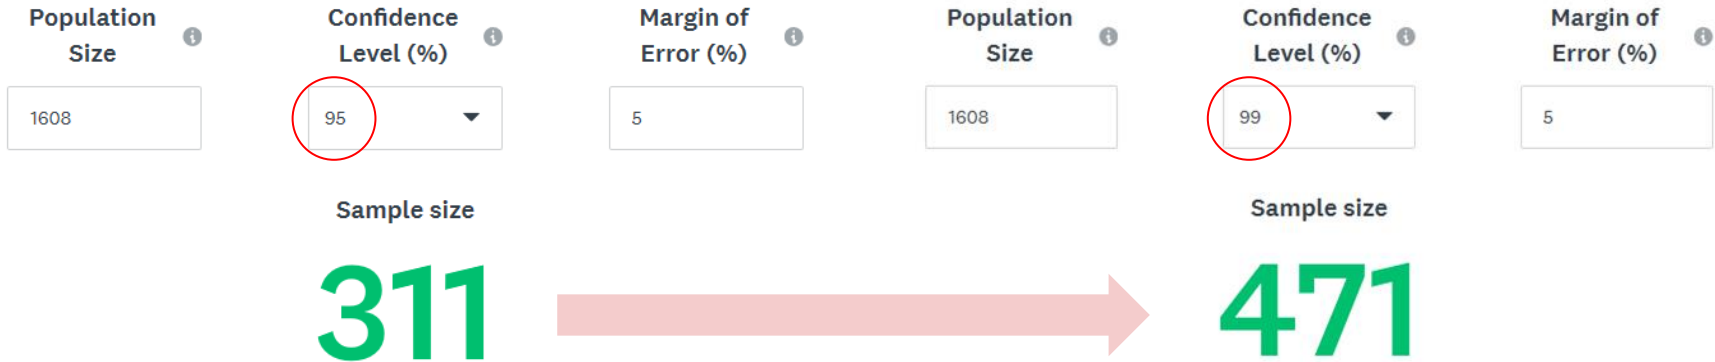 Population
Size
Confidence
Level (%)
Margin of
Error (%)
1608
95
5
Sample size
311
Population
Size
Confidence
Level (%)
Margin of
Error (%)
1608
99
5
Sample size
471